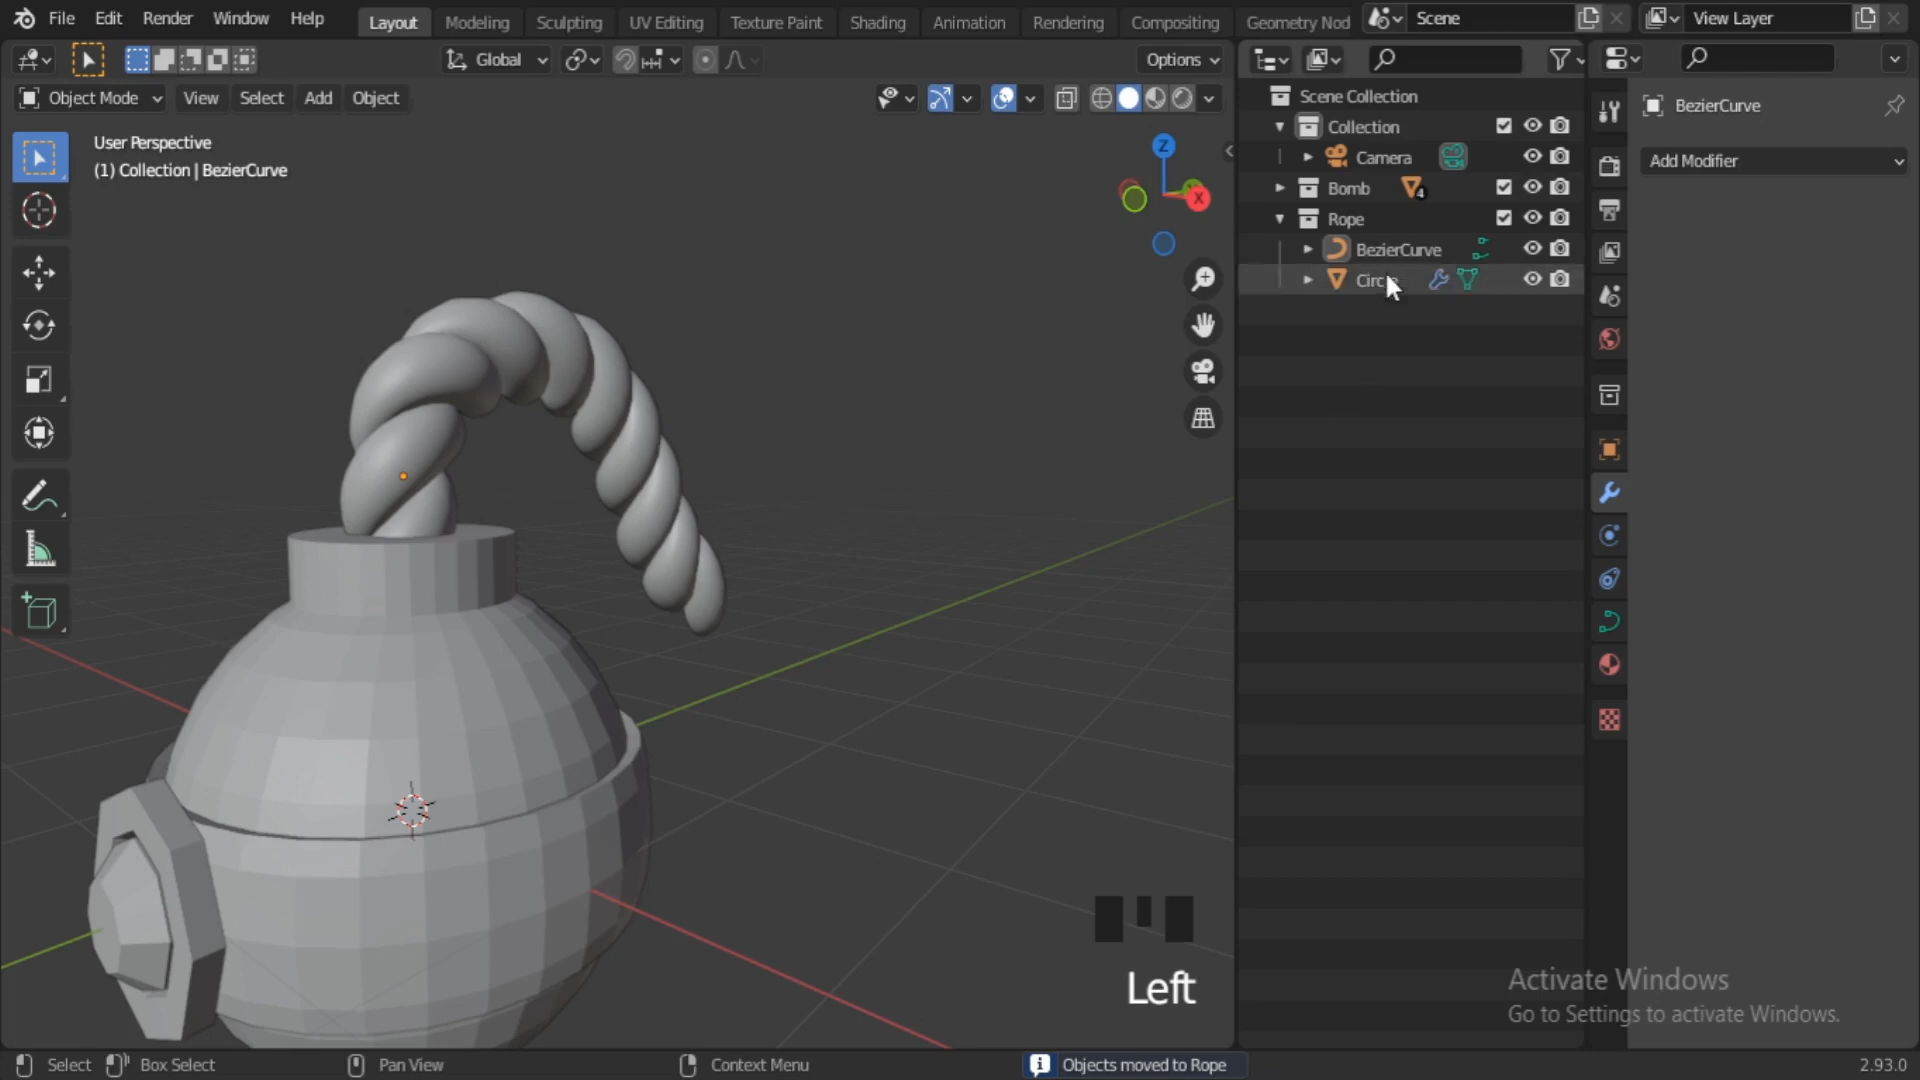 File Edit Render Window Help Layout Modeling Sculpting UV Editing Texture Paint Shading Animation Rendering Compositing Geometry Nod Scene View Layer
Global Options
Object Mode View Select Add Object
User Perspective
(1) Collection | BezierCurve
Z
X
Scene Collection
Collection
Camera
Bomb 4
Rope
BezierCurve
BezierCurve
Add Modifier
Left
Activate Windows
Go to Settings to activate Windows.
Select Box Select Pan View Context Menu Objects moved to Rope 2.93.0